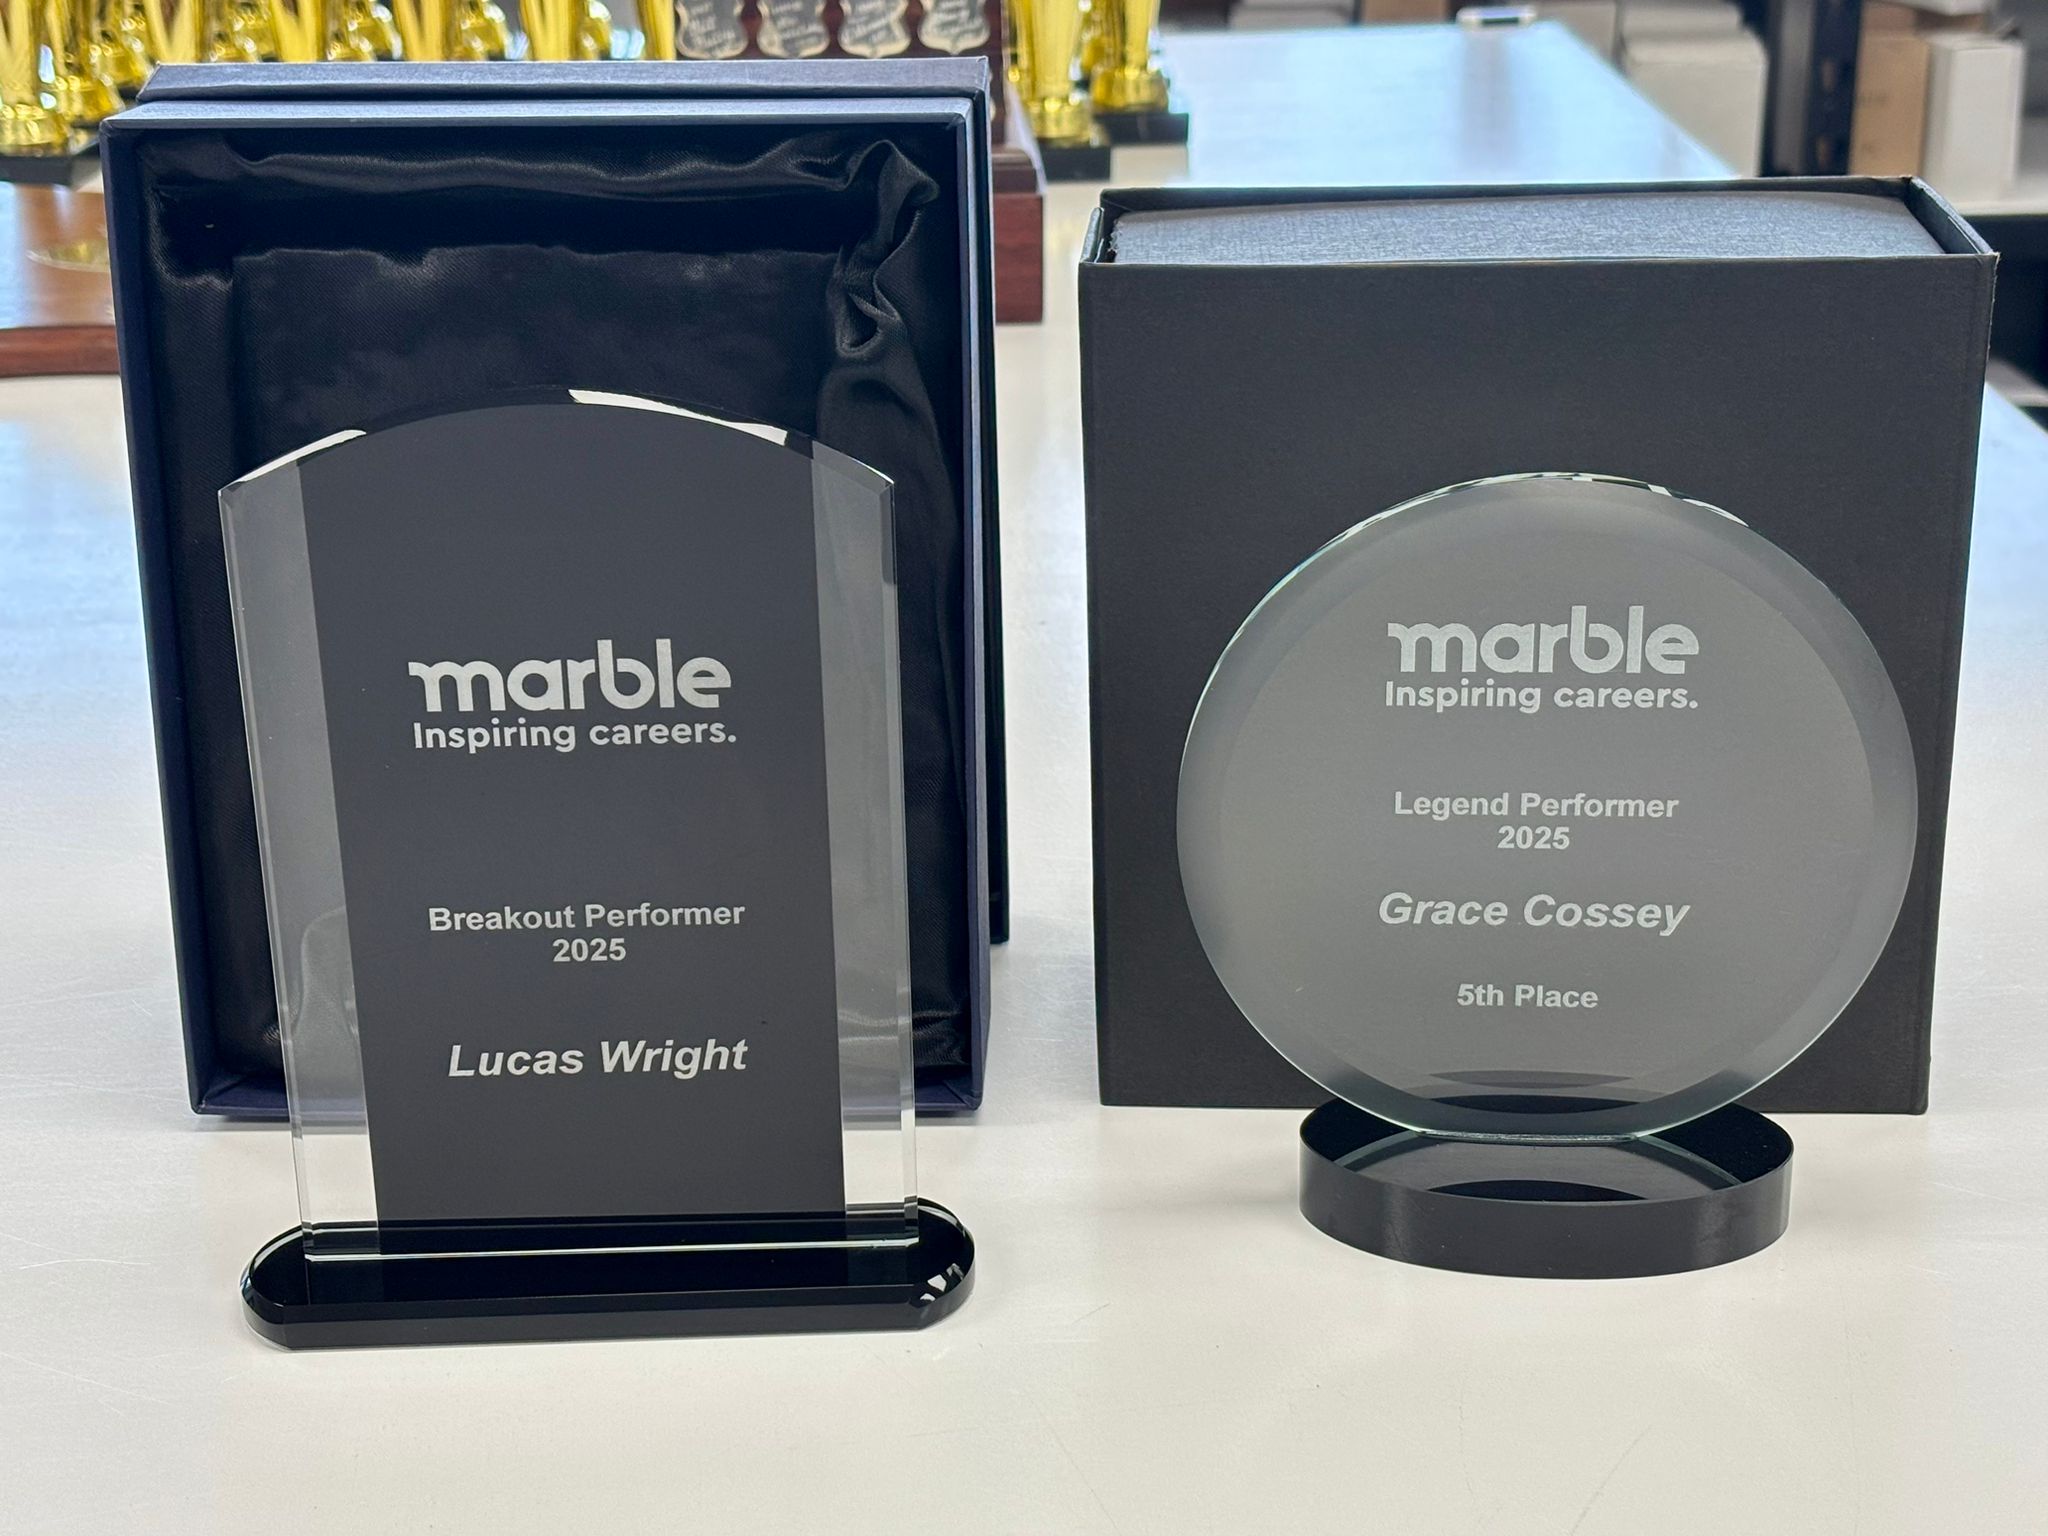 marble
Inspiring careers.
Breakout Performer
2025
Lucas Wright
marble
Inspiring careers.
Legend Performer
2025
Grace Cossey
5th Place